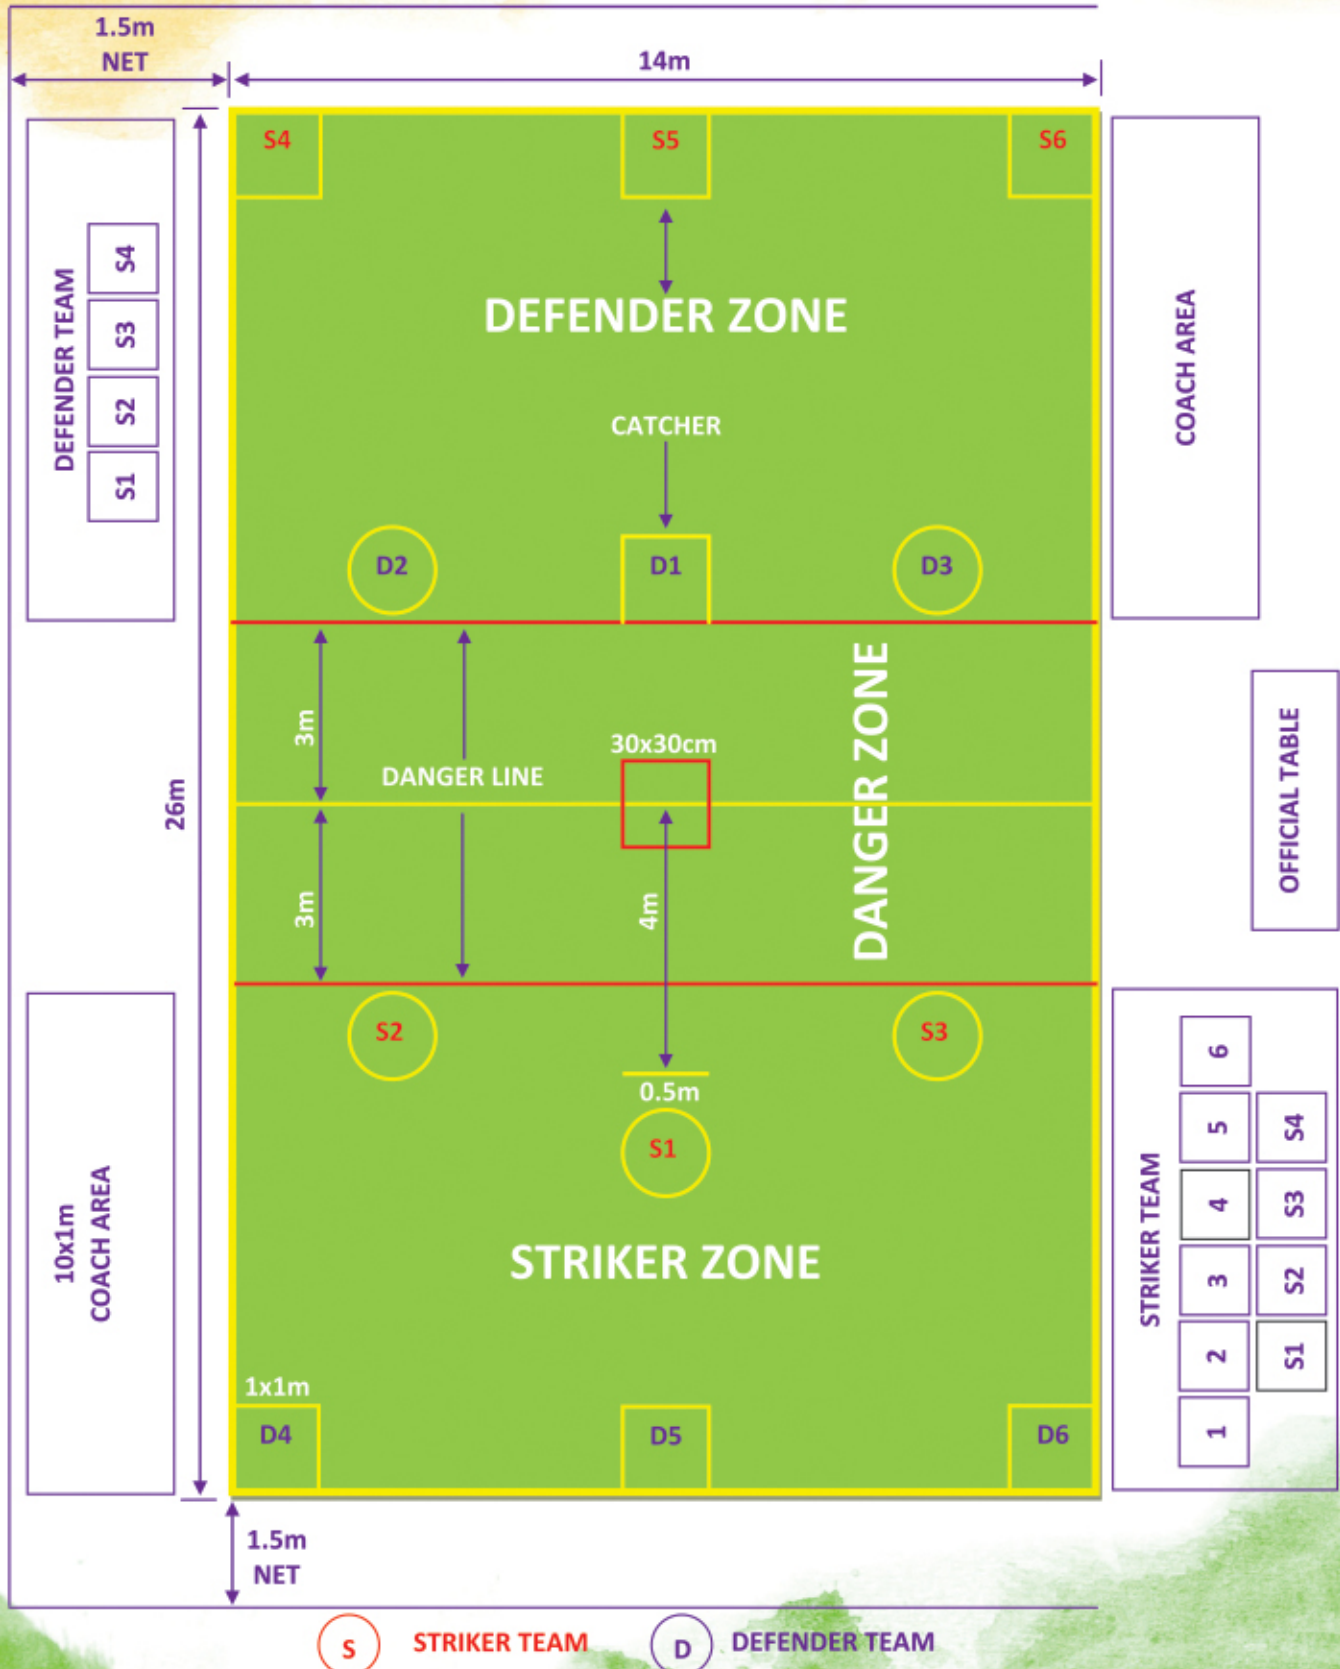 1.5m
NET
14m
S4
S5
S6
DEFENDER TEAM
S4
S3
S2
S1
DEFENDER ZONE
COACH AREA
CATCHER
D2
D1
D3
3m
DANGER LINE
30x30cm
DANGER ZONE
26m
OFFICIAL TABLE
3m
4m
S2
S3
0.5m
S1
STRIKER ZONE
10x1m
COACH AREA
STRIKER TEAM
6
5
4
3
2
1
S4
S3
S2
S1
1x1m
D4
D5
D6
1.5m
NET
S STRIKER TEAM
D DEFENDER TEAM